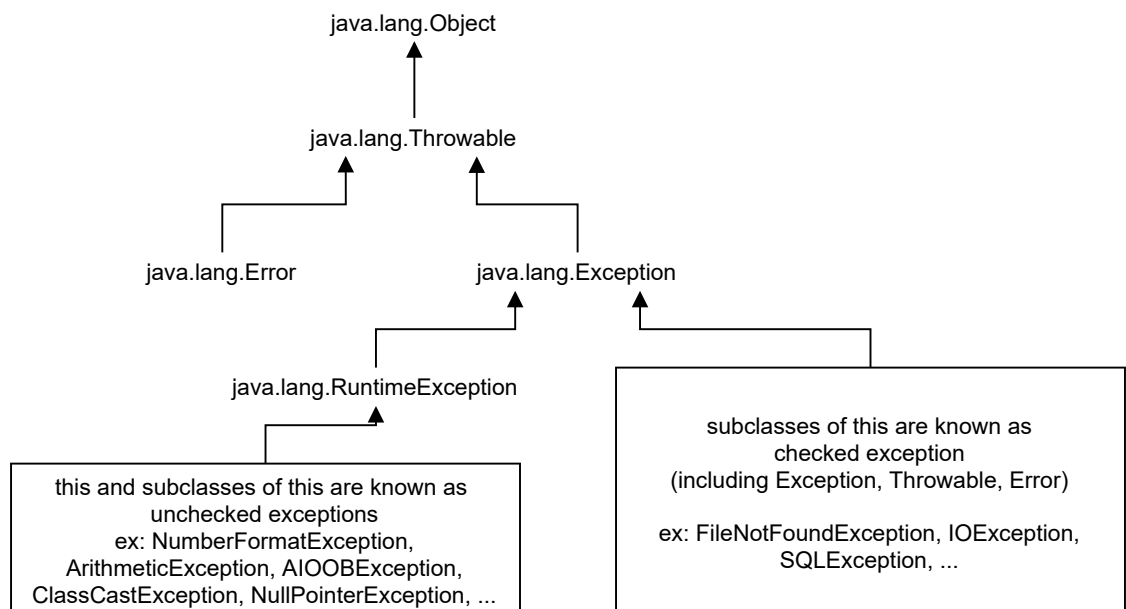 java.lang.Object
java.lang.Throwable
java.lang.Error
java.lang.Exception
java.lang.RuntimeException
this and subclasses of this are known as
unchecked exceptions
ex: NumberFormatException,
ArithmeticException, AIOOBException,
ClassCastException, NullPointerException, ...
subclasses of this are known as
checked exception
(including Exception, Throwable, Error)
ex: FileNotFoundException, IOException,
SQLException, ...